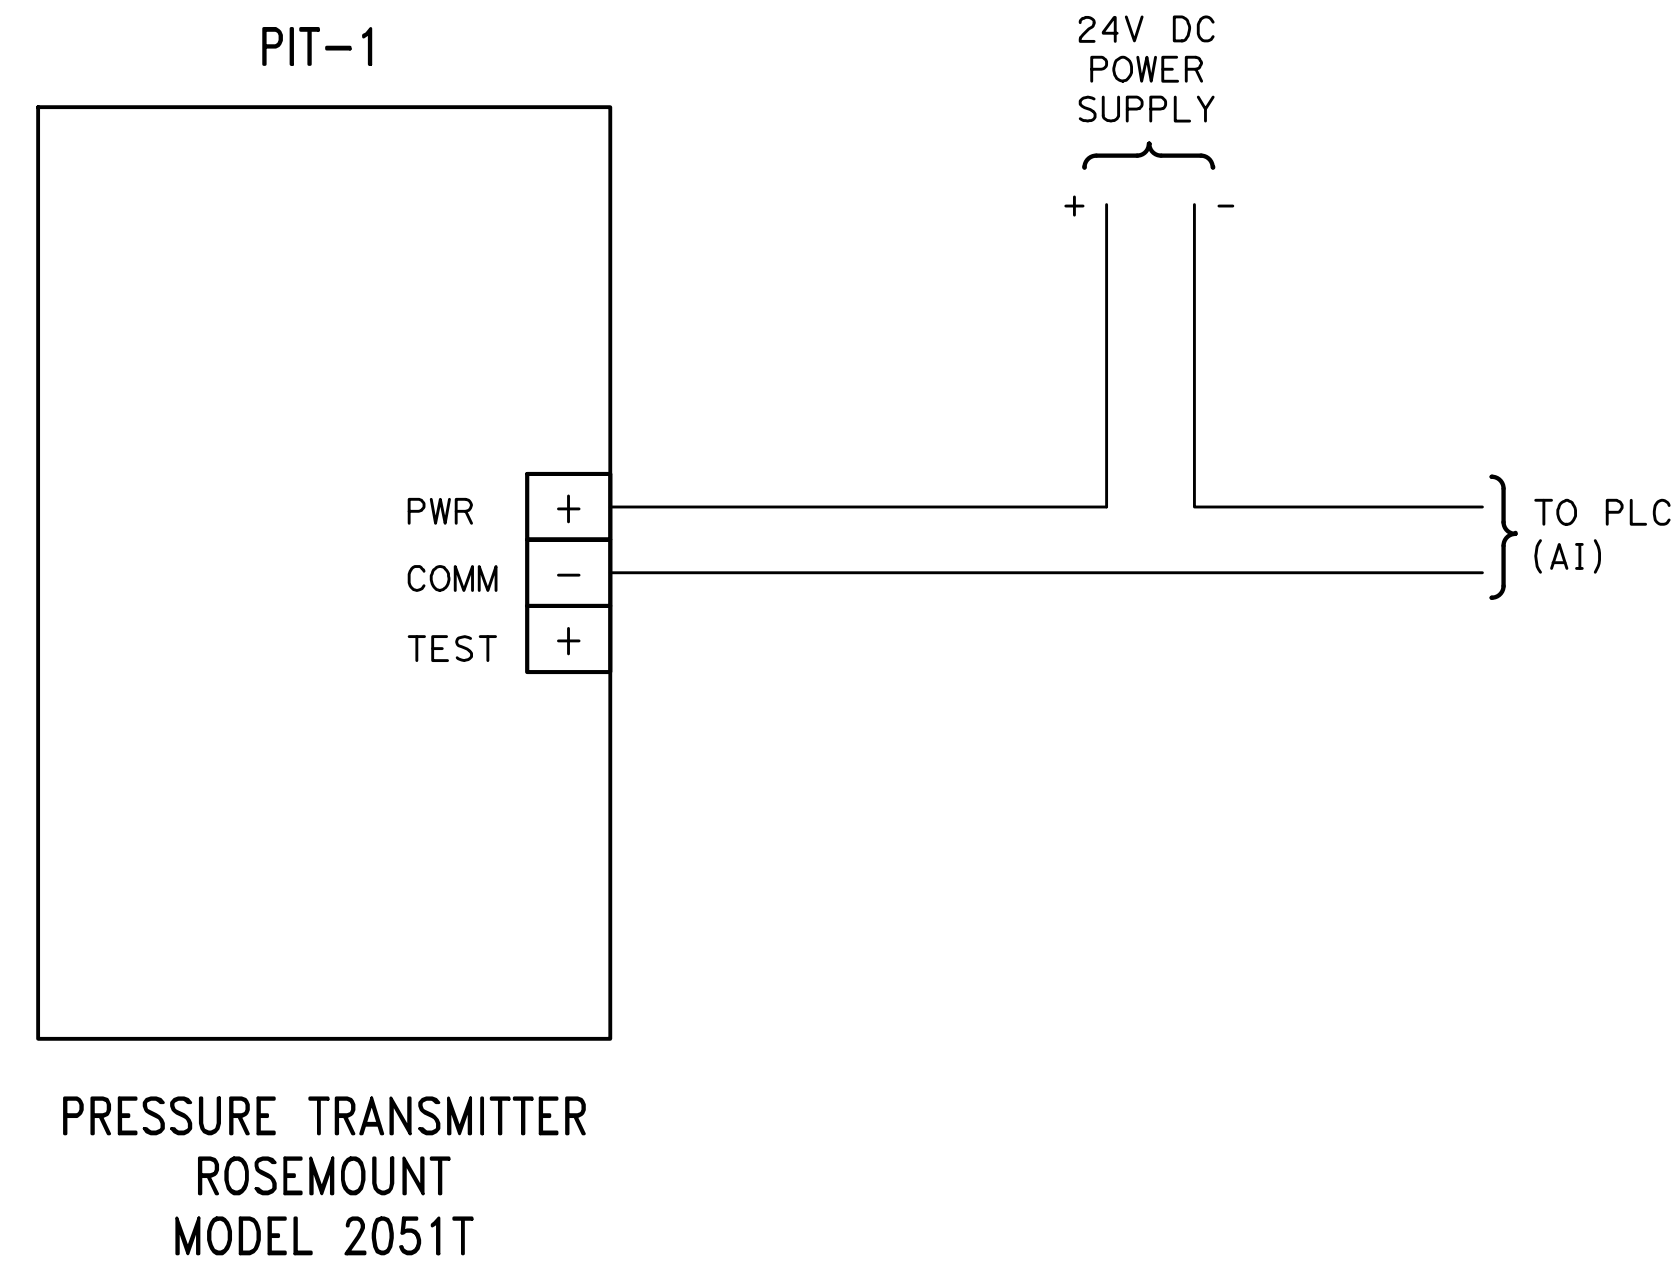 PIT-1
24V DC
POWER
SUPPLY
+ -
PWR +
COMM -
TEST +
TO PLC
(AI)
PRESSURE TRANSMITTER
ROSEMOUNT
MODEL 2051T